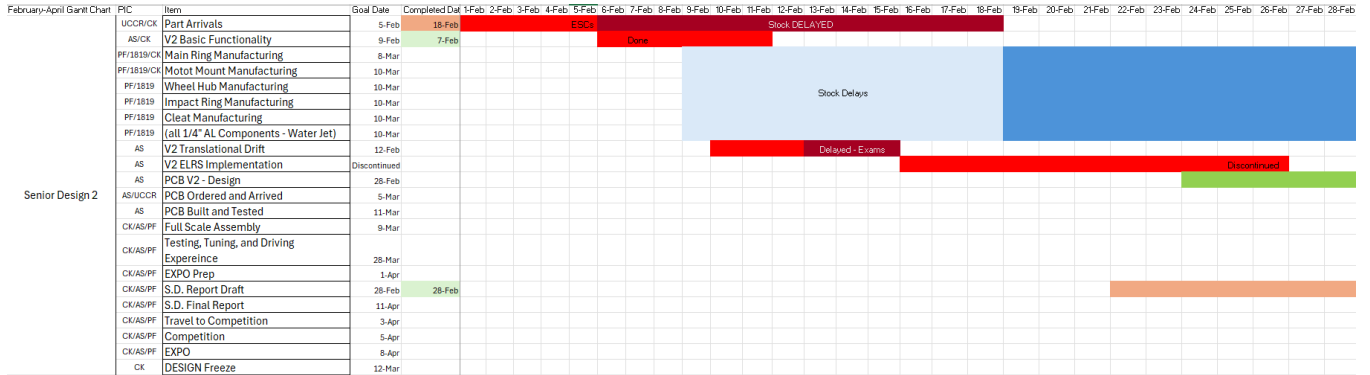 February-April Gantt Chart PIC Item Goal Date Completed Dat 1-Feb 2-Feb 3-Feb 4-Feb 5-Feb 6-Feb 7-Feb 8-Feb 9-Feb 10-Feb 11-Feb 12-Feb 13-Feb 14-Feb 15-Feb 16-Feb 17-Feb 18-Feb 19-Feb 20-Feb 21-Feb 22-Feb 23-Feb 24-Feb 25-Feb 26-Feb 27-Feb 28-Feb
Senior Design 2
UCCR/CK Part Arrivals 5-Feb 18-Feb ESCs Stock DELAYED
AS/CK V2 Basic Functionality 9-Feb 7-Feb Done
PF/1819/CK Main Ring Manufacturing 8-Mar
PF/1819/CK Motot Mount Manufacturing 10-Mar
PF/1819 Wheel Hub Manufacturing 10-Mar
Stock Delays
PF/1819 Impact Ring Manufacturing 10-Mar
PF/1819 Cleat Manufacturing 10-Mar
PF/1819 (all 1/4" AL Components - Water Jet) 10-Mar
AS V2 Translational Drift 12-Feb Delayed - Exams
AS V2 ELRS Implementation Discontinued Discontinued
AS PCB V2 - Design 28-Feb
AS/UCCR PCB Ordered and Arrived 5-Mar
AS PCB Built and Tested 11-Mar
CK/AS/PF Full Scale Assembly 9-Mar
CK/AS/PF Testing, Tuning, and Driving
Expereince 28-Mar
CK/AS/PF EXPO Prep 1-Apr
CK/AS/PF S.D. Report Draft 28-Feb 28-Feb
CK/AS/PF S.D. Final Report 11-Apr
CK/AS/PF Travel to Competition 3-Apr
CK/AS/PF Competition 5-Apr
CK/AS/PF EXPO 8-Apr
CK DESIGN Freeze 12-Mar